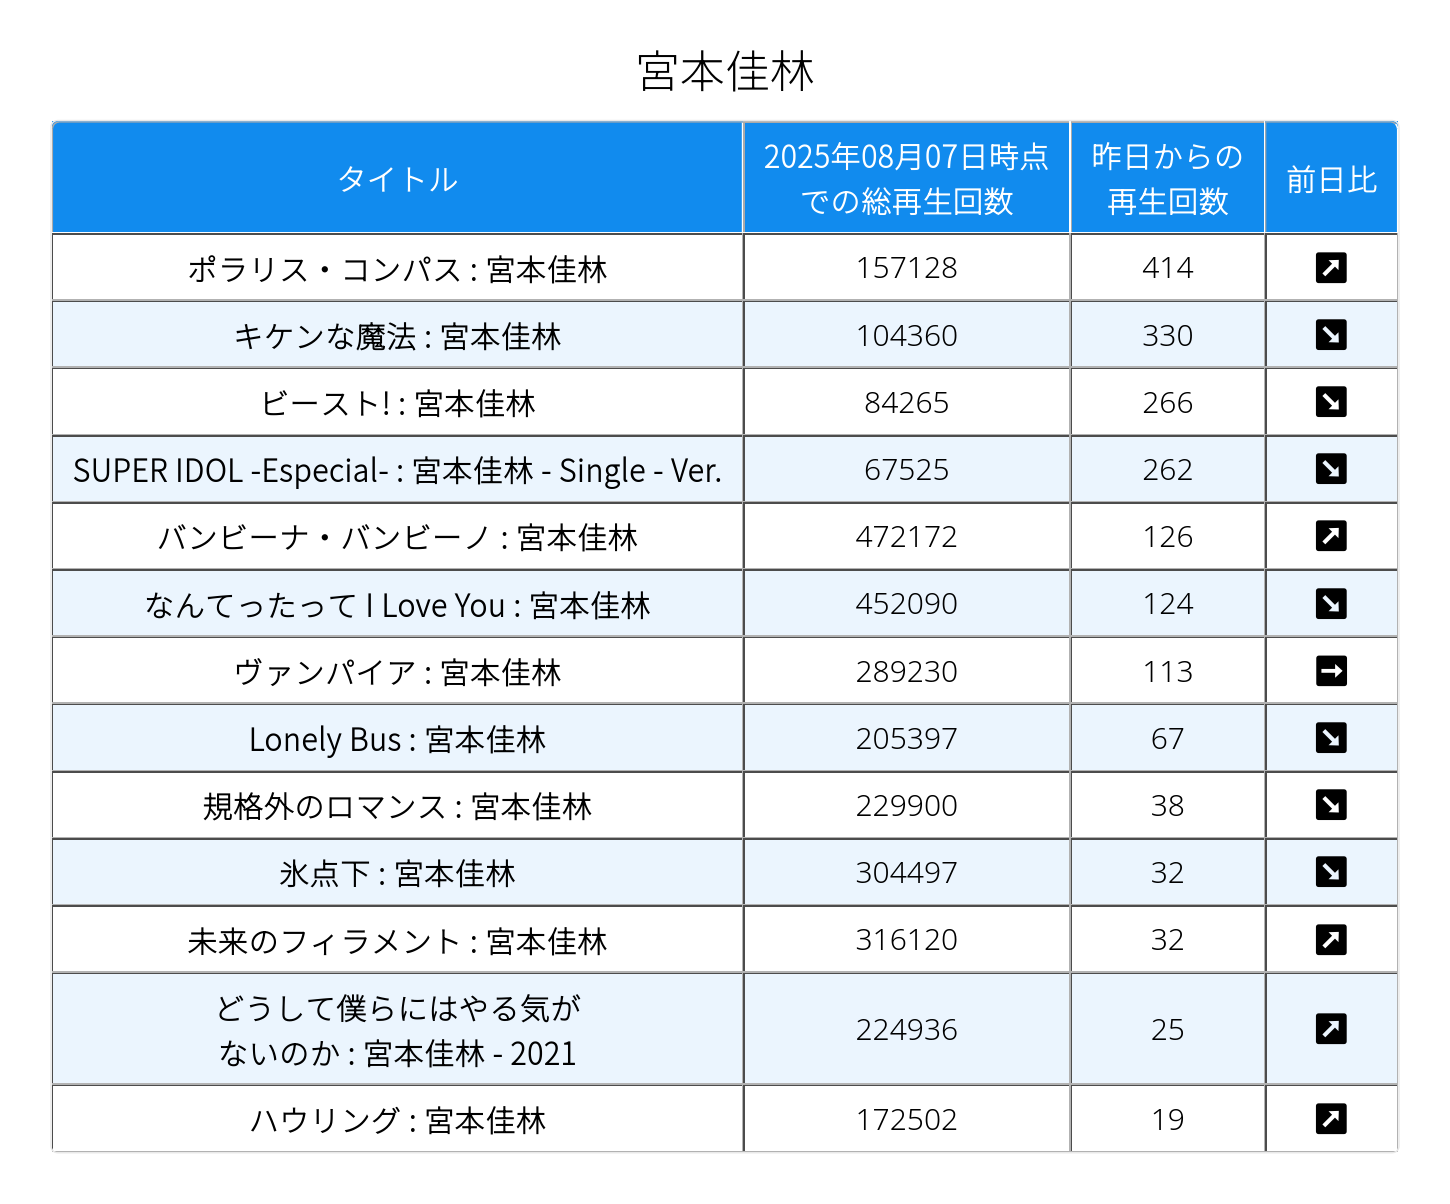 宮本佳林
タイトル
2025年08月07日時点
での総再生回数
昨日からの
再生回数
前日比
ポラリス・コンパス : 宮本佳林 157128 414 ↗
キケンな魔法 : 宮本佳林 104360 330 ↘
ビースト! : 宮本佳林 84265 266 ↘
SUPER IDOL -Especial- : 宮本佳林 - Single - Ver. 67525 262 ↘
バンビーナ・バンビーノ : 宮本佳林 472172 126 ↗
なんてったって I Love You : 宮本佳林 452090 124 ↘
ヴァンパイア : 宮本佳林 289230 113 →
Lonely Bus : 宮本佳林 205397 67 ↘
規格外のロマンス : 宮本佳林 229900 38 ↘
氷点下 : 宮本佳林 304497 32 ↘
未来のフィラメント : 宮本佳林 316120 32 ↗
どうして僕らにはやる気が
ないのか : 宮本佳林 - 2021 224936 25 ↗
ハウリング : 宮本佳林 172502 19 ↗